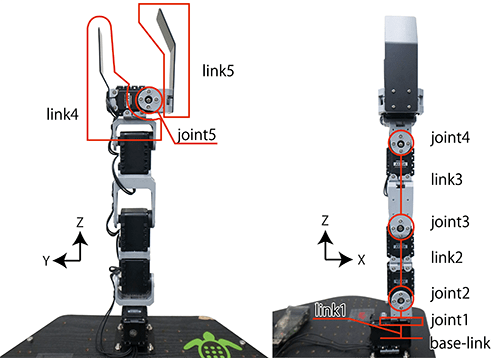 link5
link4
joint5
Z
Y
joint4
link3
joint3
Z
X
link2
joint2
link1
joint1
base-link